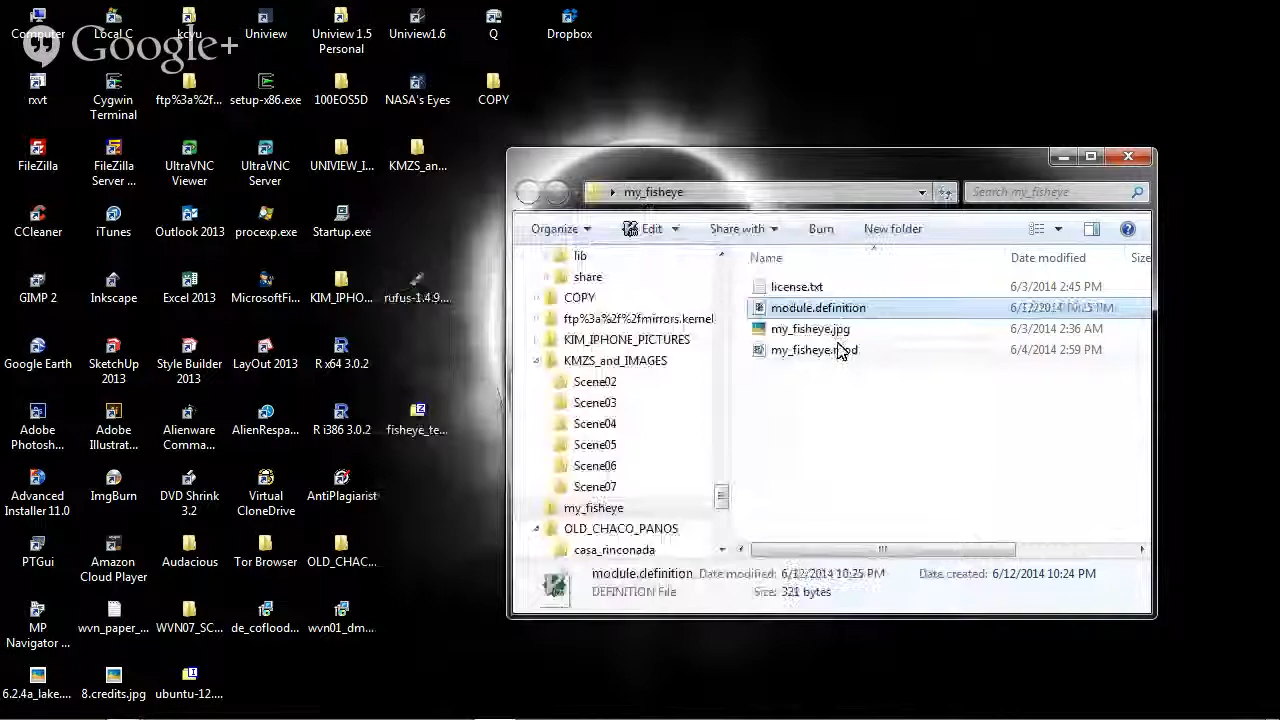 Computer
Local C
kcyu
Uniview
Uniview 1.5
Personal
Uniview1.6
Q
Dropbox
Google+
rxvt
Cygwin
Terminal
ftp%3a%2f...
setup-x86.exe
100EOS5D
NASA's Eyes
COPY
FileZilla
FileZilla
Server ...
UltraVNC
Viewer
UltraVNC
Server
UNIVIEW_I...
KMZS_an...
CCleaner
iTunes
Outlook 2013
procexp.exe
Startup.exe
GIMP 2
Inkscape
Excel 2013
MicrosoftFi...
KIM_IPHO...
rufus-1.4.9...
Google Earth
SketchUp
2013
Style Builder
2013
LayOut 2013
R x64 3.0.2
Adobe
Photosh...
Adobe
Illustrat...
Alienware
Comma...
AlienRespa...
R i386 3.0.2
fisheye_te...
Advanced
Installer 11.0
ImgBurn
DVD Shrink
3.2
Virtual
CloneDrive
AntiPlagiarist
PTGui
Amazon
Cloud Player
Audacious
Tor Browser
OLD_CHAC...
MP
Navigator ...
wvn_paper_...
WVN07_SC...
de_coflood...
wvn01_dm...
6.2.4a_lake....
8.credits.jpg
ubuntu-12....
my_fisheye
Search my_fisheye
Organize
Edit
Share with
Burn
New folder
lib
share
COPY
ftp%3a%2f%2fmirrors.kernel
KIM_IPHONE_PICTURES
KMZS_and_IMAGES
Scene02
Scene03
Scene04
Scene05
Scene06
Scene07
my_fisheye
OLD_CHACO_PANOS
casa_rinconada
Name
Date modified
Size
license.txt
6/3/2014 2:45 PM
module.definition
6/12/2014 10:25 PM
my_fisheye.jpg
6/3/2014 2:36 AM
6/4/2014 2:59 PM
module.definition
Date modified: 6/12/2014 10:25 PM
Date created: 6/12/2014 10:24 PM
DEFINITION File
Size: 321 bytes